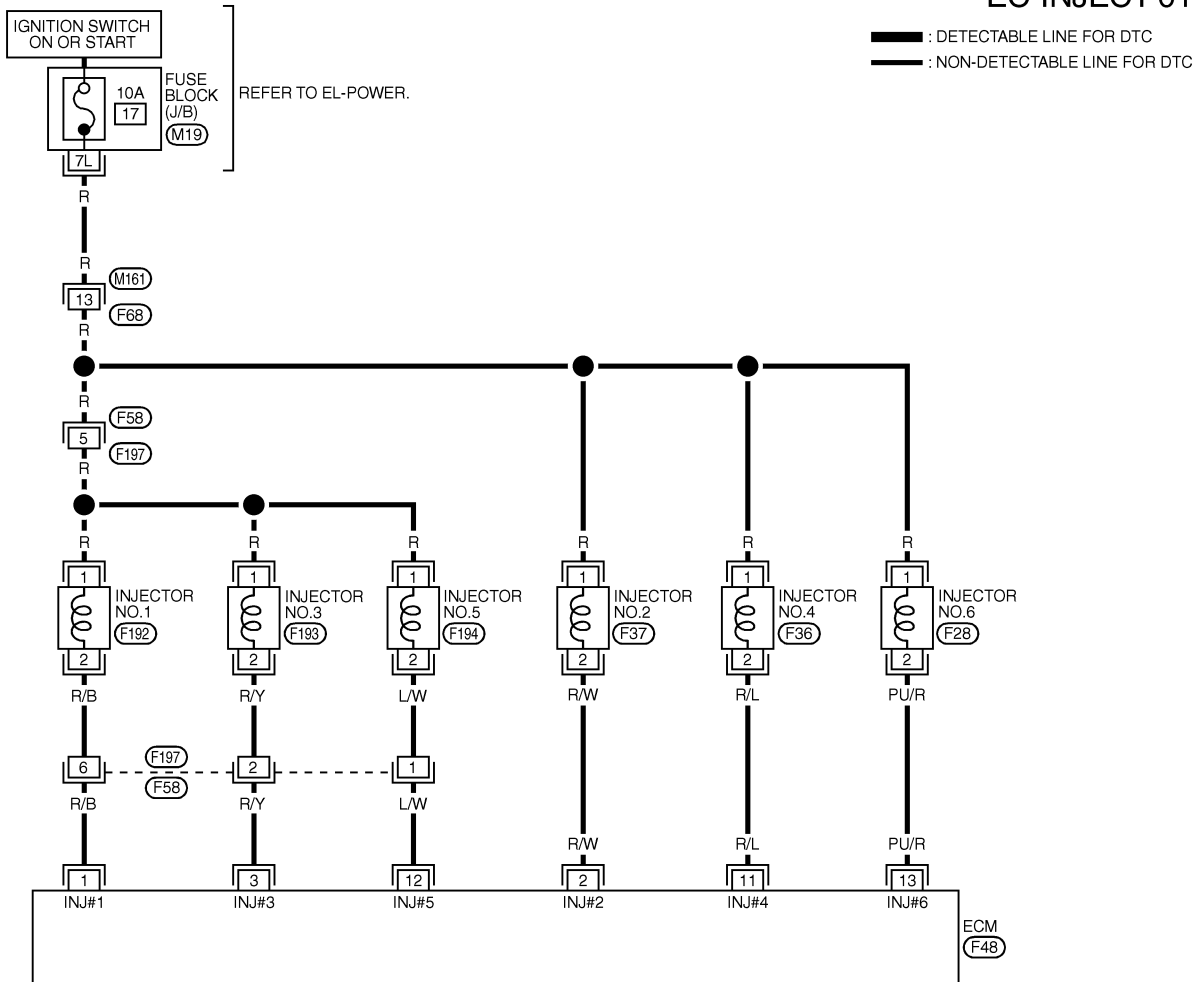 EC-INJECT-01
: DETECTABLE LINE FOR DTC
: NON-DETECTABLE LINE FOR DTC
IGNITION SWITCH
ON OR START
10A
17
FUSE
BLOCK
(J/B)
M19
REFER TO EL-POWER.
7L
R
R
M161
13
F68
R
R
F58
5
F197
R
R R R R R R
1 1 1 1 1 1
INJECTOR
NO.1
F192
INJECTOR
NO.3
F193
INJECTOR
NO.5
F194
INJECTOR
NO.2
F37
INJECTOR
NO.4
F36
INJECTOR
NO.6
F28
2 2 2 2 2 2
R/B R/Y L/W R/W R/L PU/R
F197
6 2 1
F58
R/B R/Y L/W
R/W R/L PU/R
1 3 12 2 11 13
INJ#1 INJ#3 INJ#5 INJ#2 INJ#4 INJ#6
ECM
F48